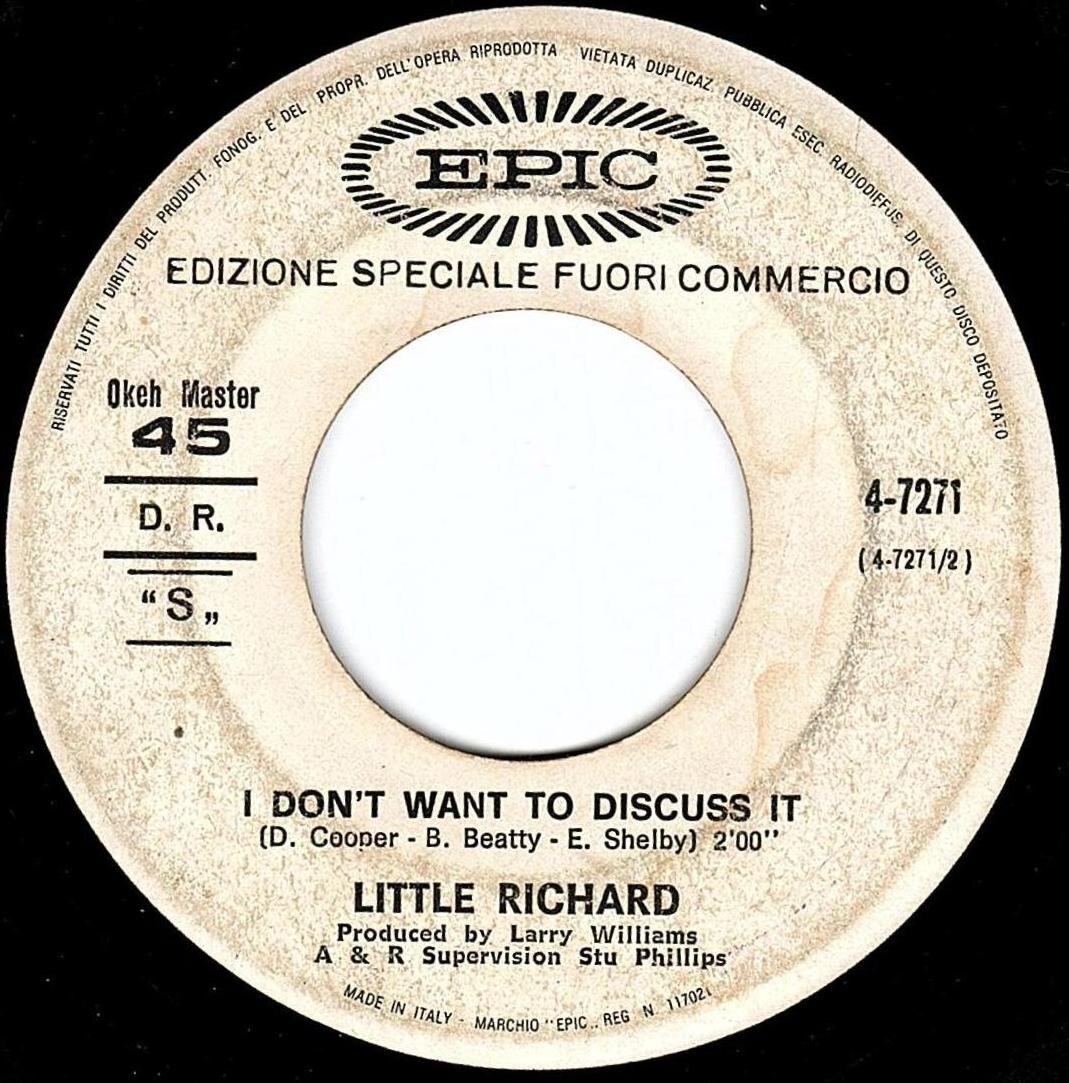 RISERVATI TUTTI I DIRITTI DEL PRODUTT. FONOG. E DEL PROPR. DELL'OPERA RIPRODOTTA VIETATA DUPLICAZ. PUBBLICA ESEC. RADIODIFFUS. DI QUESTO DISCO DEPOSITATO
EPIC
EDIZIONE SPECIALE FUORI COMMERCIO
Okeh Master
45
D. R.
"S„
4-7271
(4-7271/2)
I DON'T WANT TO DISCUSS IT
(D. Cooper - B. Beatty - E. Shelby) 2'00"
LITTLE RICHARD
Produced by Larry Williams
A & R Supervision Stu Phillips
MADE IN ITALY - MARCHIO "EPIC„ REG N. 117021